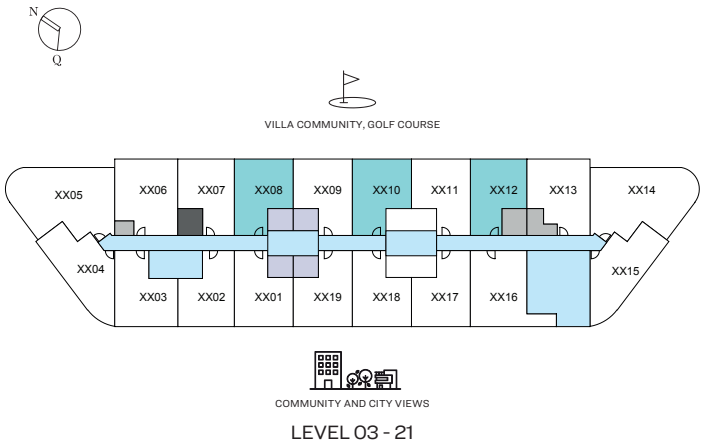 N
Q
VILLA COMMUNITY, GOLF COURSE
XX05
XX06
XX07
XX08
XX09
XX10
XX11
XX12
XX13
XX14
XX04
XX03
XX02
XX01
XX19
XX18
XX17
XX16
XX15
COMMUNITY AND CITY VIEWS
LEVEL 03 - 21